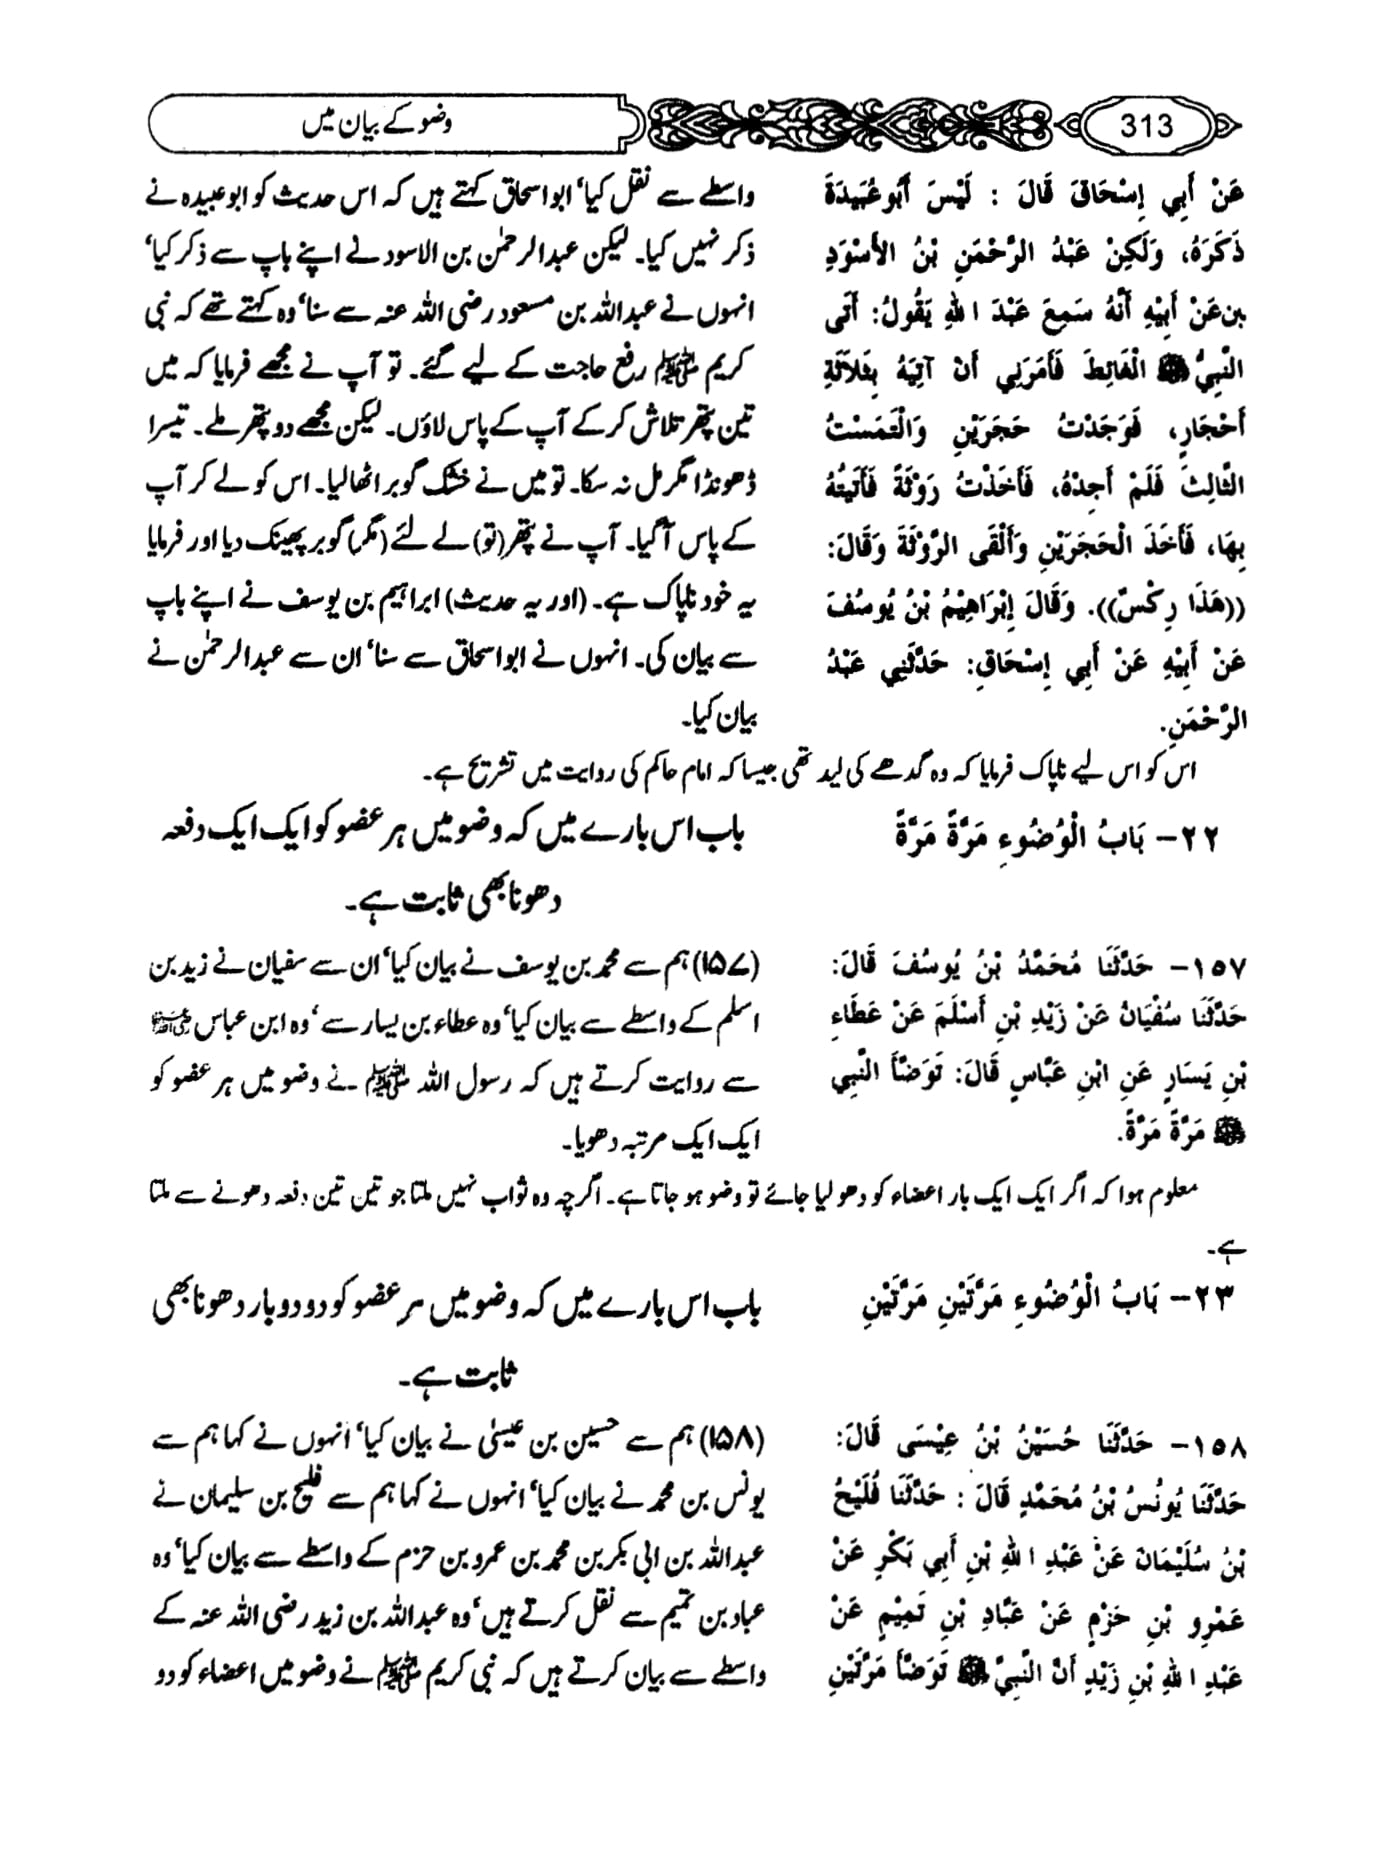 313
وضو کے بیان میں
عَنْ أَبِي إِسْحَاقَ قَالَ : لَيْسَ أَبُو عُبَيْدَةَ
ذَكَرَهُ، وَلَكِنْ عَبْدُ الرَّحْمَنِ بْنُ الأَسْوَدِ
بن عَنْ أَبِيْهِ أَنَّهُ سَمِعَ عَبْدَ اللهِ يَقُولُ: أَتَى
النَّبِيُّ ﷺ الْغَائِطَ فَأَمَرَنِي أَنْ آتِيَهُ بِثَلَاثَةِ
أَحْجَارٍ، فَوَجَدْتُ حَجَرَيْنِ وَالْتَمَسْتُ
الثَّالِثَ فَلَمْ أَجِدْهُ، فَأَخَذْتُ رَوْثَةً فَأَتَيْتُهُ
بِهَا، فَأَخَذَ الْحَجَرَيْنِ وَأَلْقَى الرَّوْثَةَ وَقَالَ:
((هَذَا رِكْسٌ)). وَقَالَ إِبْرَاهِيْمُ بْنُ يُوسُفَ
عَنْ أَبِيْهِ عَنْ أَبِي إِسْحَاقِ: حَدَّثَنِي عَبْدُ
الرَّحْمَنِ.
واسطے سے نقل کیا‘ ابو اسحاق کہتے ہیں کہ اس حدیث کو ابو عبیدہ نے
ذکر نہیں کیا۔ لیکن عبدالرحمٰن بن الاسود نے اپنے باپ سے ذکر کیا‘
انہوں نے عبداللہ بن مسعود رضی اللہ عنہ سے سنا‘ وہ کہتے تھے کہ نبی
کریم ﷺ رفع حاجت کے لیے گئے۔ تو آپ نے مجھے فرمایا کہ میں
تین پتھر تلاش کر کے آپ کے پاس لاؤں۔ لیکن مجھے دو پتھر ملے۔ تیسرا
ڈھونڈا مگر مل نہ سکا۔ تو میں نے خشک گوبر اٹھا لیا۔ اس کو لے کر آپ
کے پاس آگیا۔ آپ نے پتھر (تو) لے لئے (مگر) گوبر پھینک دیا اور فرمایا
یہ خود ناپاک ہے۔ (اور یہ حدیث) ابراہیم بن یوسف نے اپنے باپ
سے بیان کی۔ انہوں نے ابو اسحاق سے سنا‘ ان سے عبدالرحمٰن نے
بیان کیا۔
اس کو اس لیے ناپاک فرمایا کہ وہ گدھے کی لید تھی جیسا کہ امام حاکم کی روایت میں تشریح ہے۔
٢٢- بَابُ الْوُضُوءِ مَرَّةً مَرَّةً
باب اس بارے میں کہ وضو میں ہر عضو کو ایک ایک دفعہ
دھونا بھی ثابت ہے۔
١٥٧- حَدَّثَنَا مُحَمَّدُ بْنُ يُوسُفَ قَالَ:
حَدَّثَنَا سُفْيَانُ عَنْ زَيْدِ بْنِ أَسْلَمَ عَنْ عَطَاءِ
بْنِ يَسَارٍ عَنِ ابْنِ عَبَّاسٍ قَالَ: تَوَضَّأَ النَّبِي
ﷺ مَرَّةً مَرَّةً.
(۱۵۷) ہم سے محمد بن یوسف نے بیان کیا‘ ان سے سفیان نے زید بن
اسلم کے واسطے سے بیان کیا‘ وہ عطاء بن یسار سے‘ وہ ابن عباس رضی اللہ عنہما
سے روایت کرتے ہیں کہ رسول اللہ ﷺ نے وضو میں ہر عضو کو
ایک ایک مرتبہ دھویا۔
معلوم ہوا کہ اگر ایک ایک بار اعضاء کو دھو لیا جائے تو وضو ہو جاتا ہے۔ اگرچہ وہ ثواب نہیں ملتا جو تین تین دفعہ دھونے سے ملتا
ہے۔
٢٣- بَابُ الْوُضُوءِ مَرَّتَيْنِ مَرَّتَيْنِ
باب اس بارے میں کہ وضو میں ہر عضو کو دو دو بار دھونا بھی
ثابت ہے۔
١٥٨- حَدَّثَنَا حُسَيْنُ بْنُ عِيْسَى قَالَ:
حَدَّثَنَا يُونُسُ بْنُ مُحَمَّدٍ قَالَ : حَدَّثَنَا فُلَيْحُ
بْنُ سُلَيْمَانَ عَنْ عَبْدِ اللهِ بْنِ أَبِي بَكْرِ عَنْ
عَمْرِو بْنِ حَزْمٍ عَنْ عَبَّادِ بْنِ تَمِيْمٍ عَنْ
عَبْدِ اللهِ بْنِ زَيْدٍ أَنَّ النَّبِيَّ ﷺ تَوَضَّأَ مَرَّتَيْنِ
(۱۵۸) ہم سے حسین بن عیسیٰ نے بیان کیا‘ انہوں نے کہا ہم سے
یونس بن محمد نے بیان کیا‘ انہوں نے کہا ہم سے فلیح بن سلیمان نے
عبداللہ بن ابی بکر بن محمد بن عمرو بن حزم کے واسطے سے بیان کیا‘ وہ
عباد بن تمیم سے نقل کرتے ہیں‘ وہ عبداللہ بن زید رضی اللہ عنہ کے
واسطے سے بیان کرتے ہیں کہ نبی کریم ﷺ نے وضو میں اعضاء کو دو